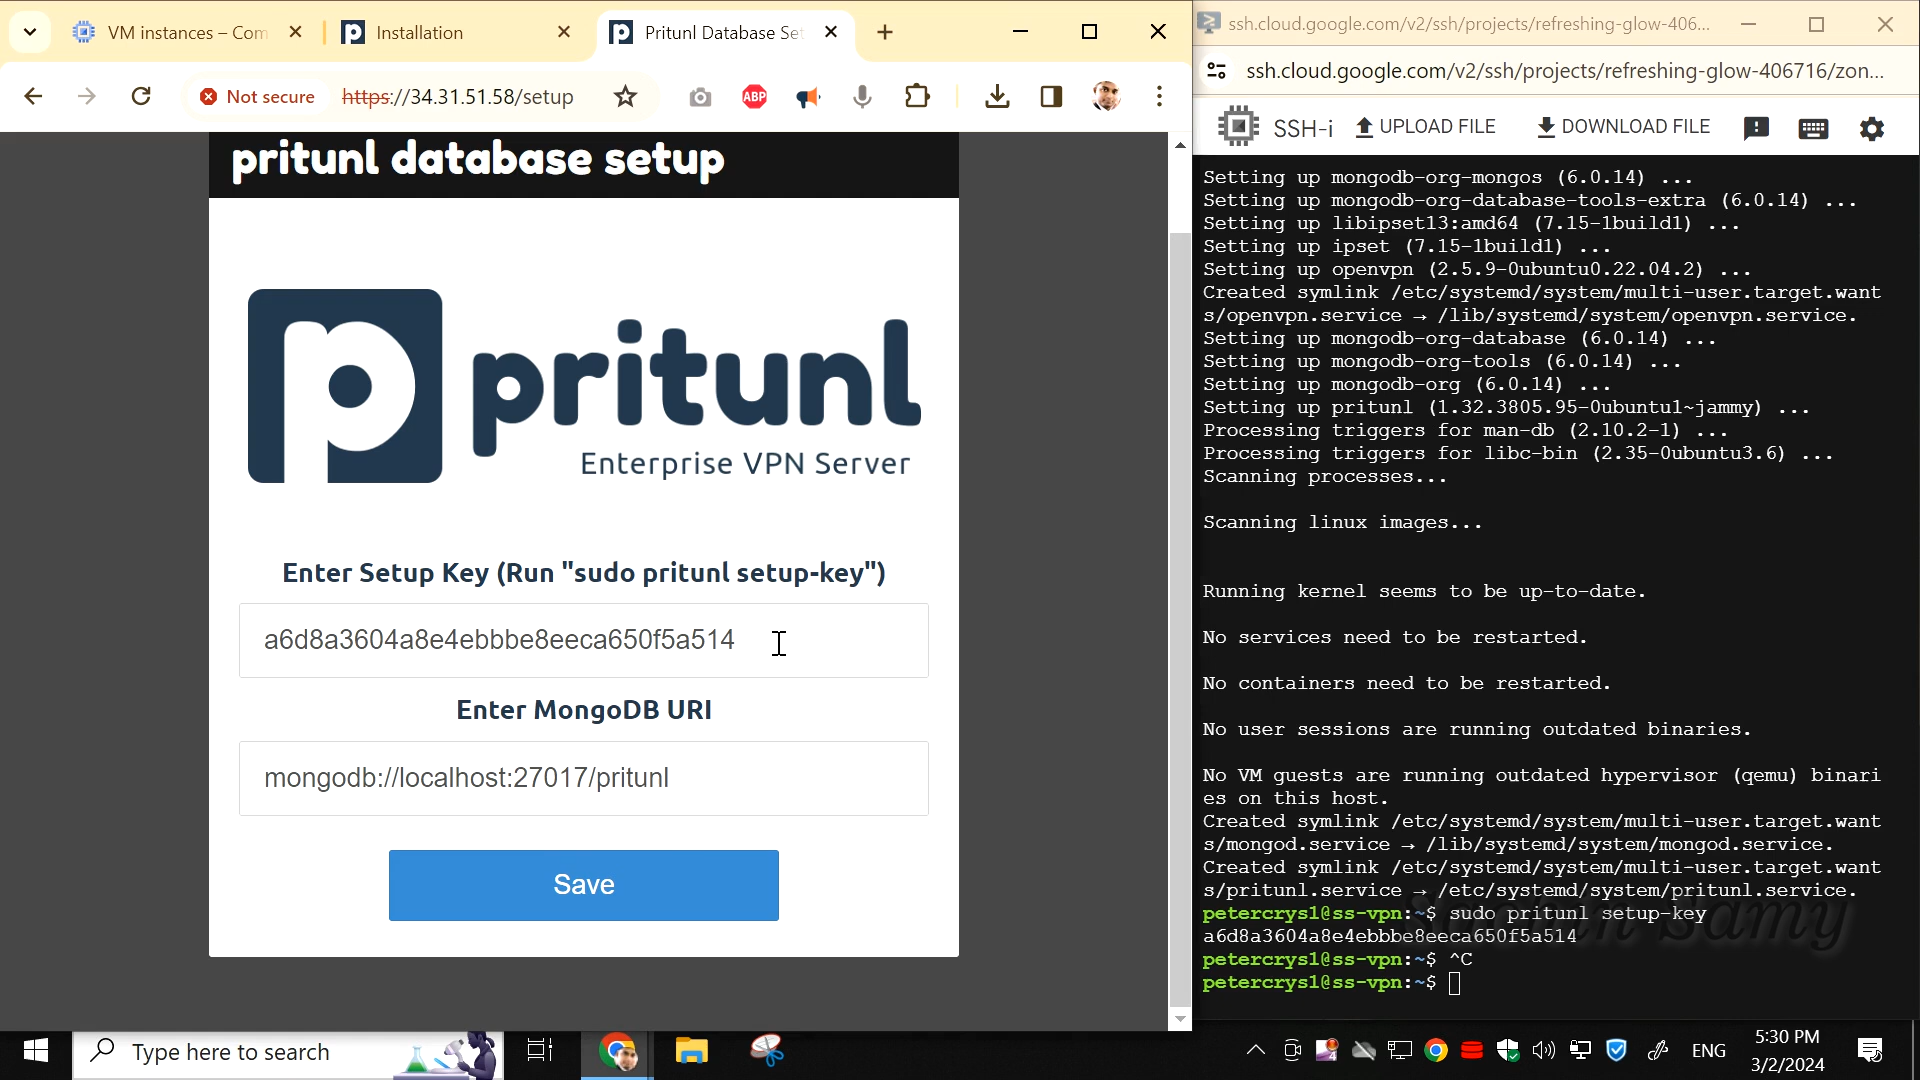 VM instances – Com
Installation
Pritunl Database Set
Not secure
https://34.31.51.58/setup
ABP
pritunl database setup
pritunl
Enterprise VPN Server
Enter Setup Key (Run "sudo pritunl setup-key")
a6d8a3604a8e4ebbbe8eeca650f5a514
Enter MongoDB URI
mongodb://localhost:27017/pritunl
Save
ssh.cloud.google.com/v2/ssh/projects/refreshing-glow-406...
ssh.cloud.google.com/v2/ssh/projects/refreshing-glow-406716/zon...
SSH-i
UPLOAD FILE
DOWNLOAD FILE
Setting up mongodb-org-mongos (6.0.14) ...
Setting up mongodb-org-database-tools-extra (6.0.14) ...
Setting up libipset13:amd64 (7.15-1build1) ...
Setting up ipset (7.15-1build1) ...
Setting up openvpn (2.5.9-0ubuntu0.22.04.2) ...
Created symlink /etc/systemd/system/multi-user.target.want
s/openvpn.service → /lib/systemd/system/openvpn.service.
Setting up mongodb-org-database (6.0.14) ...
Setting up mongodb-org-tools (6.0.14) ...
Setting up mongodb-org (6.0.14) ...
Setting up pritunl (1.32.3805.95-0ubuntu1~jammy) ...
Processing triggers for man-db (2.10.2-1) ...
Processing triggers for libc-bin (2.35-0ubuntu3.6) ...
Scanning processes...
Scanning linux images...
Running kernel seems to be up-to-date.
No services need to be restarted.
No containers need to be restarted.
No user sessions are running outdated binaries.
No VM guests are running outdated hypervisor (qemu) binari
es on this host.
Created symlink /etc/systemd/system/multi-user.target.want
s/mongod.service → /lib/systemd/system/mongod.service.
Created symlink /etc/systemd/system/multi-user.target.want
s/pritunl.service → /etc/systemd/system/pritunl.service.
petercrys1@ss-vpn:~$ sudo pritunl setup-key
a6d8a3604a8e4ebbbe8eeca650f5a514
petercrys1@ss-vpn:~$ ^C
petercrys1@ss-vpn:~$
Samy
Type here to search
ENG
5:30 PM
3/2/2024